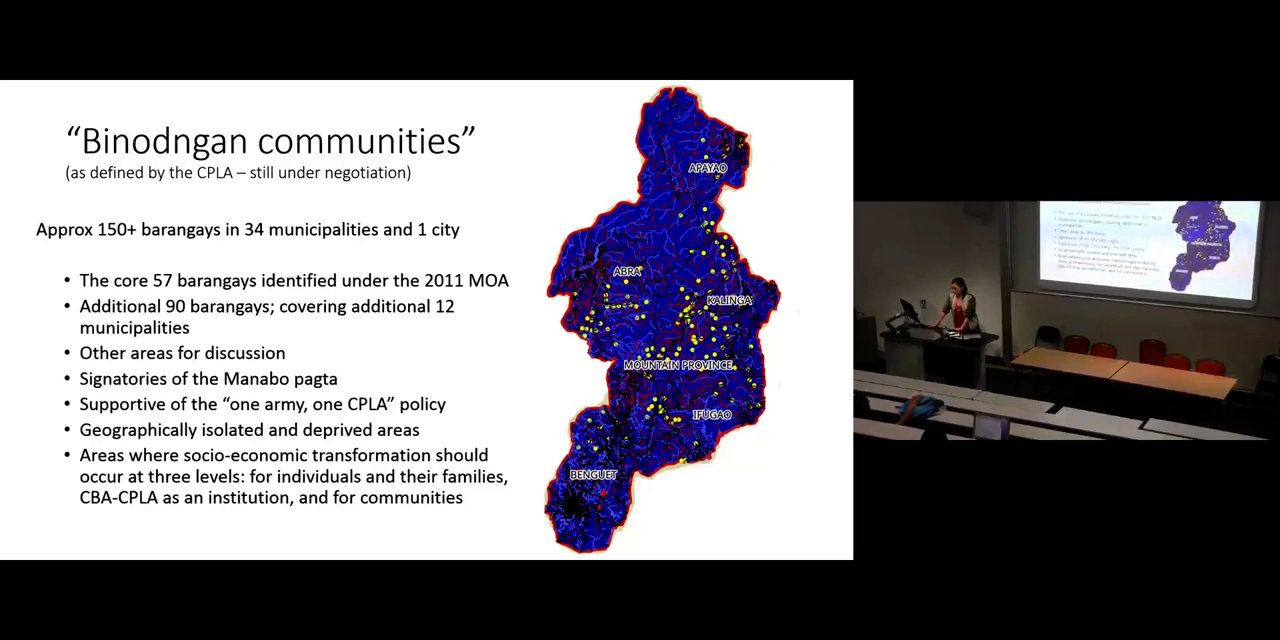 “Binodngan communities”
(as defined by the CPLA – still under negotiation)
Approx 150+ barangays in 34 municipalities and 1 city
• The core 57 barangays identified under the 2011 MOA
• Additional 90 barangays; covering additional 12
municipalities
• Other areas for discussion
• Signatories of the Manabo pagta
• Supportive of the “one army, one CPLA” policy
• Geographically isolated and deprived areas
• Areas where socio-economic transformation should
occur at three levels: for individuals and their families,
CBA-CPLA as an institution, and for communities
APAYAO
ABRA
KALINGA
MOUNTAIN PROVINCE
IFUGAO
BENGUET